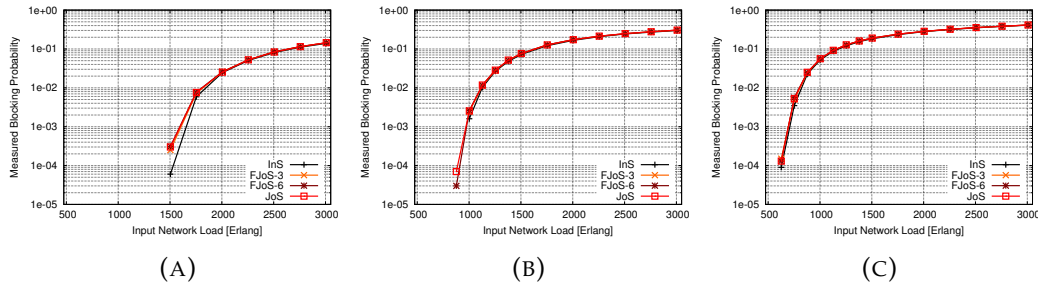 1e+00
1e-01
1e-02
1e-03
1e-04
1e-05
Measured Blocking Probability
InS
FJoS-3
FJoS-6
JoS
500 1000 1500 2000 2500 3000
Input Network Load [Erlang]
(A)
1e+00
1e-01
1e-02
1e-03
1e-04
1e-05
Measured Blocking Probability
InS
FJoS-3
FJoS-6
JoS
500 1000 1500 2000 2500 3000
Input Network Load [Erlang]
(B)
1e+00
1e-01
1e-02
1e-03
1e-04
1e-05
Measured Blocking Probability
InS
FJoS-3
FJoS-6
JoS
500 1000 1500 2000 2500 3000
Input Network Load [Erlang]
(C)